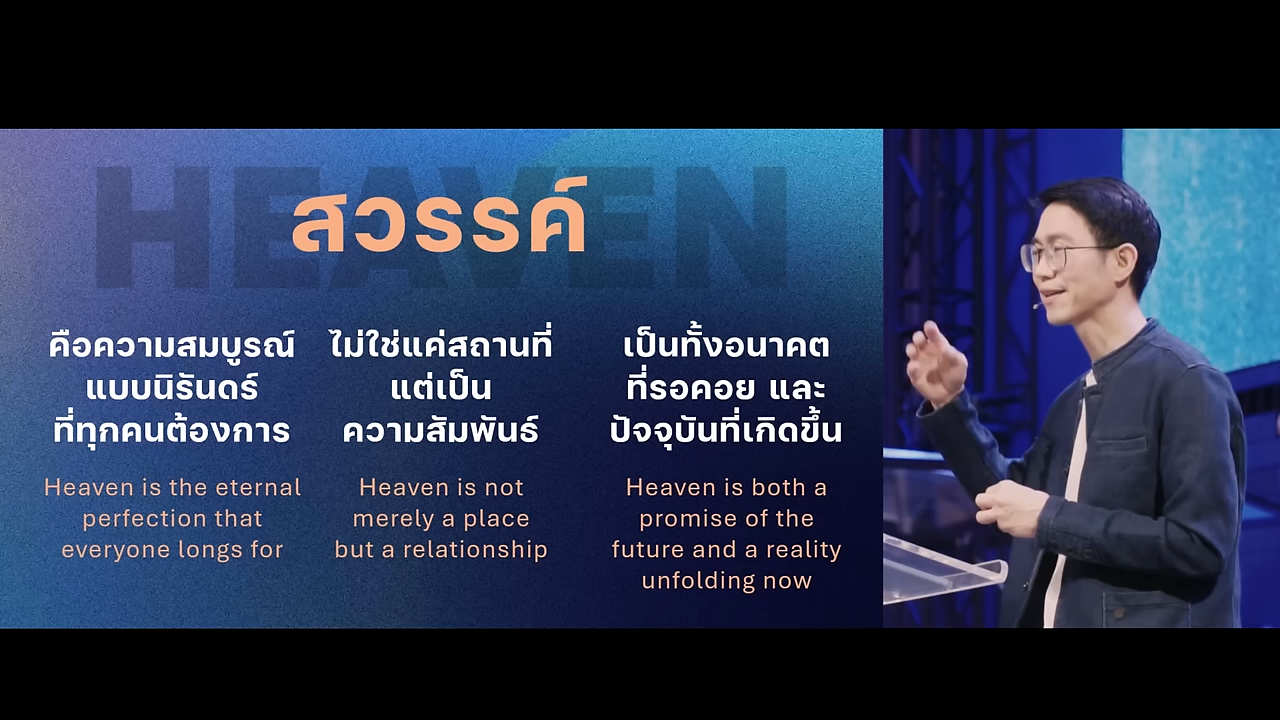 HEAVEN
สวรรค์
คือความสมบูรณ์
แบบนิรันดร์
ที่ทุกคนต้องการ
Heaven is the eternal
perfection that
everyone longs for
ไม่ใช่แค่สถานที่
แต่เป็น
ความสัมพันธ์
Heaven is not
merely a place
but a relationship
เป็นทั้งอนาคต
ที่รอคอย และ
ปัจจุบันที่เกิดขึ้น
Heaven is both a
promise of the
future and a reality
unfolding now